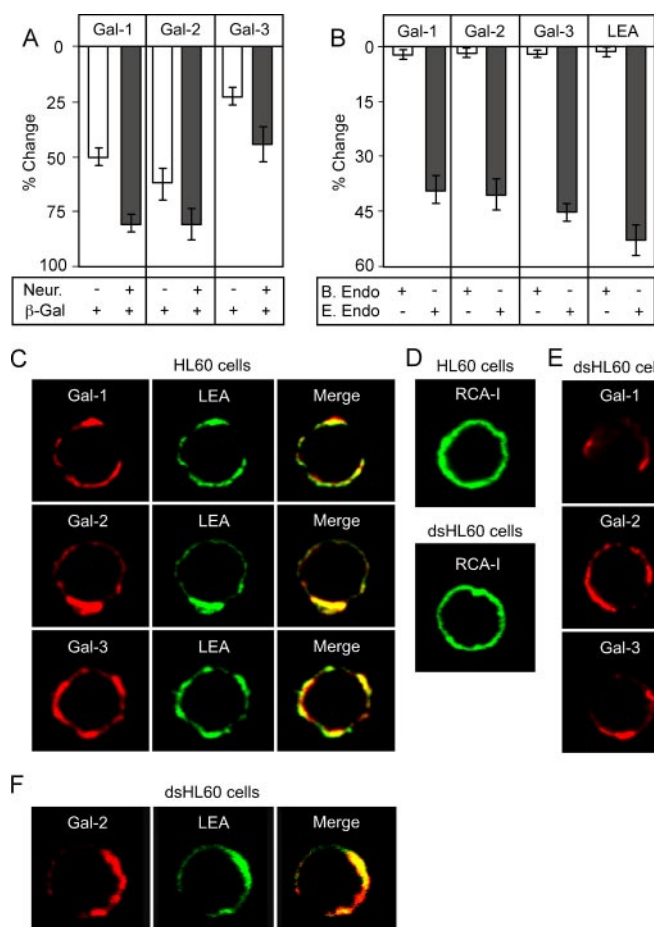 A Gal-1 Gal-2 Gal-3
0
25
50
75
100
% Change
Neur. - + - + - +
β-Gal + + + + + +
B Gal-1 Gal-2 Gal-3 LEA
0
15
30
45
60
% Change
B. Endo + - + - + - + -
E. Endo - + - + - + - +
C HL60 cells
Gal-1 LEA Merge
Gal-2 LEA Merge
Gal-3 LEA Merge
D HL60 cells
RCA-I
dsHL60 cells
RCA-I
E dsHL60 cel
Gal-1
Gal-2
Gal-3
F dsHL60 cells
Gal-2 LEA Merge